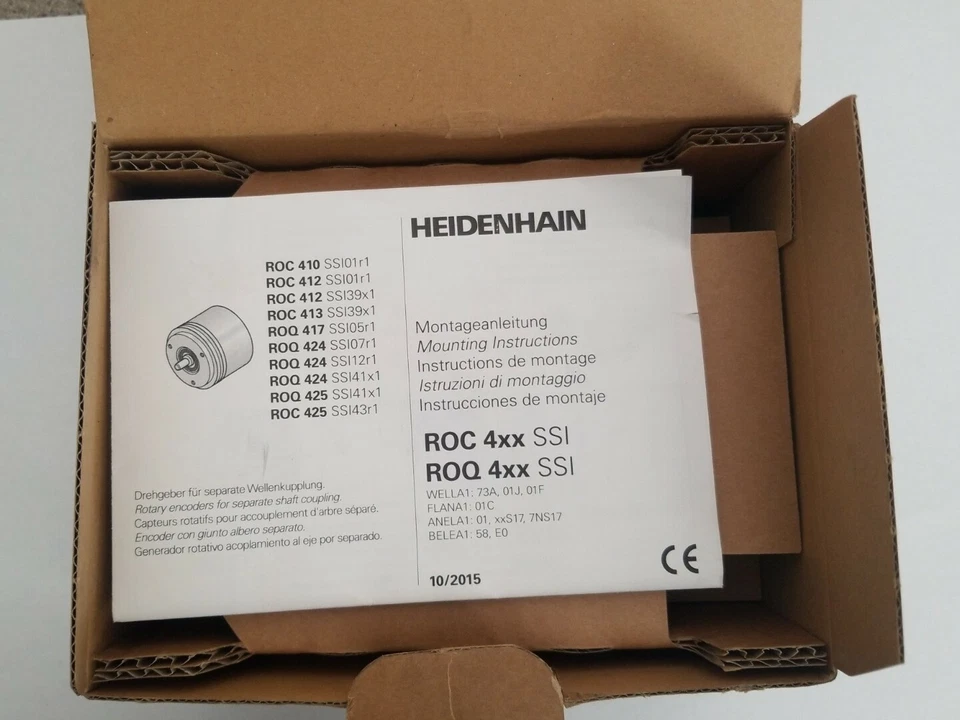 ROC 410 SSI01r1
ROC 412 SSI01r1
ROC 412 SSI39x1
ROC 413 SSI39x1
ROQ 417 SSI05r1
ROQ 424 SSI07r1
ROQ 424 SSI12r1
ROQ 424 SSI41x1
ROQ 425 SSI41x1
ROC 425 SSI43r1
Drehgeber für separate Wellenkupplung.
Rotary encoders for separate shaft coupling.
Capteurs rotatifs pour accouplement d'arbre séparé.
Encoder con giunto albero separato.
Generador rotativo acoplamiento al eje por separado.
HEIDENHAIN
Montageanleitung
Mounting Instructions
Instructions de montage
Istruzioni di montaggio
Instrucciones de montaje
ROC 4xx SSI
ROQ 4xx SSI
WELLA1: 73A, 01J, 01F
FLANA1: 01C
ANELA1: 01, xxS17, 7NS17
BELEA1: 58, E0
10/2015
CE